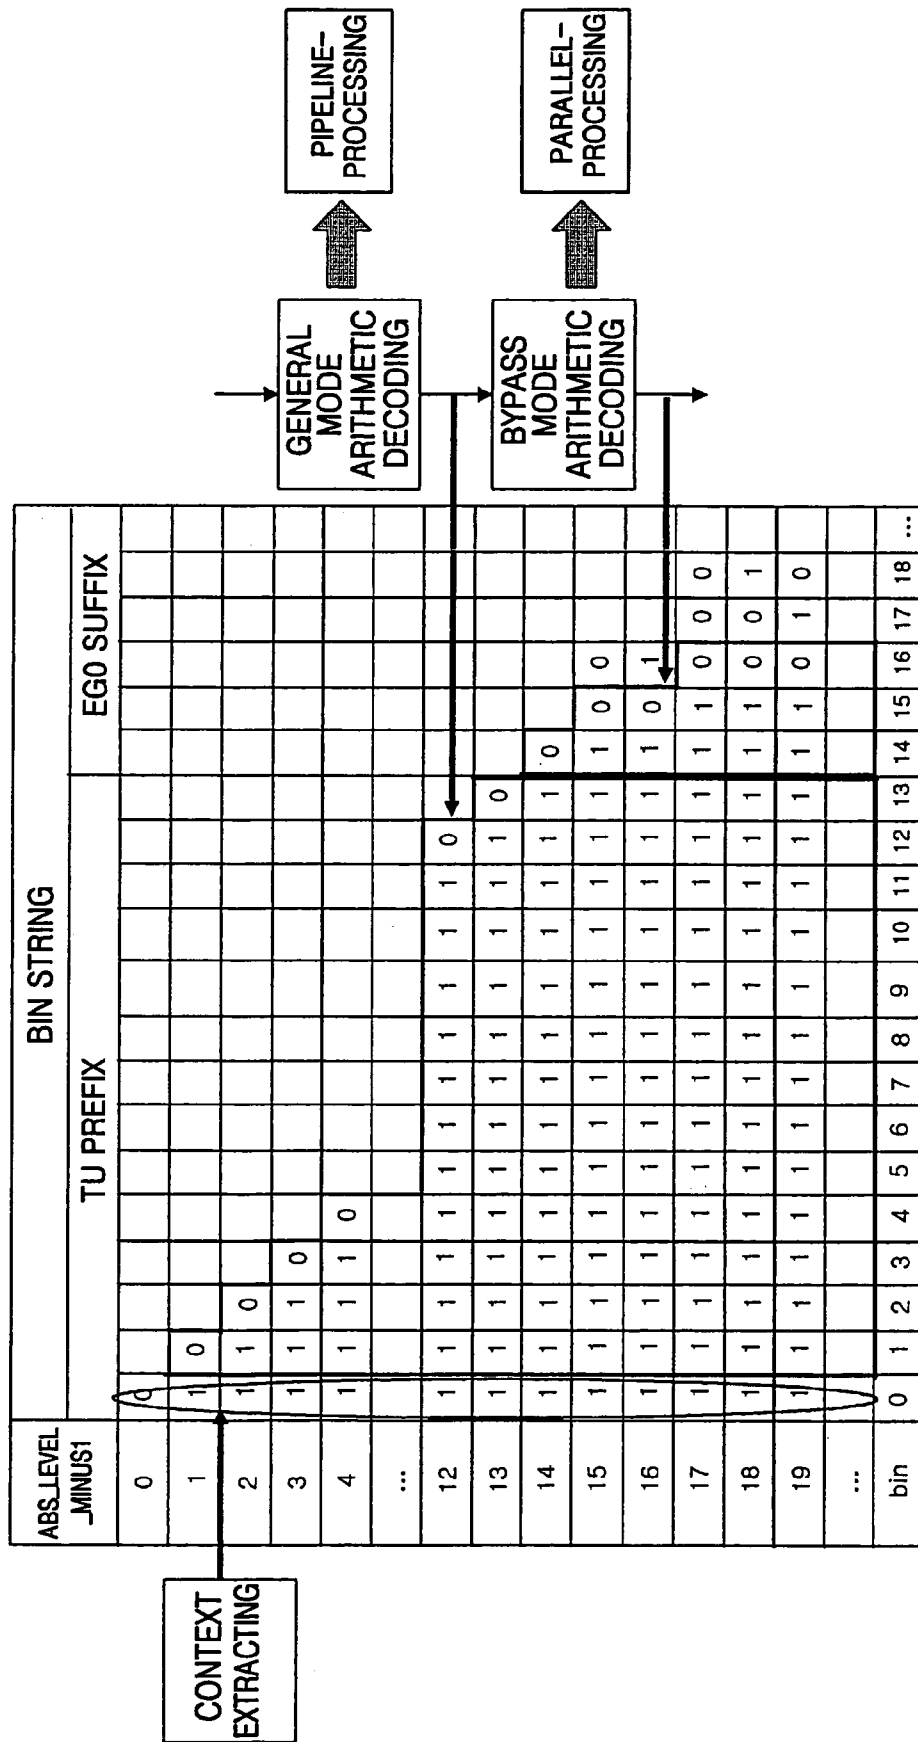 ABS_LEVEL
_MINUS1
BIN STRING
TU PREFIX
EG0 SUFFIX
0 0
1 1 0
2 1 1 0
3 1 1 1 0
4 1 1 1 1 0
...
12 1 1 1 1 1 1 1 1 1 1 1 1 0
13 1 1 1 1 1 1 1 1 1 1 1 1 1 0
14 1 1 1 1 1 1 1 1 1 1 1 1 1 1 0
15 1 1 1 1 1 1 1 1 1 1 1 1 1 1 1 0 0
16 1 1 1 1 1 1 1 1 1 1 1 1 1 1 1 0 1
17 1 1 1 1 1 1 1 1 1 1 1 1 1 1 1 1 0 0 0
18 1 1 1 1 1 1 1 1 1 1 1 1 1 1 1 1 0 0 1
19 1 1 1 1 1 1 1 1 1 1 1 1 1 1 1 1 0 1 0
...
bin 0 1 2 3 4 5 6 7 8 9 10 11 12 13 14 15 16 17 18 ...
CONTEXT
EXTRACTING
GENERAL
MODE
ARITHMETIC
DECODING
PIPELINE-
PROCESSING
BYPASS
MODE
ARITHMETIC
DECODING
PARALLEL-
PROCESSING